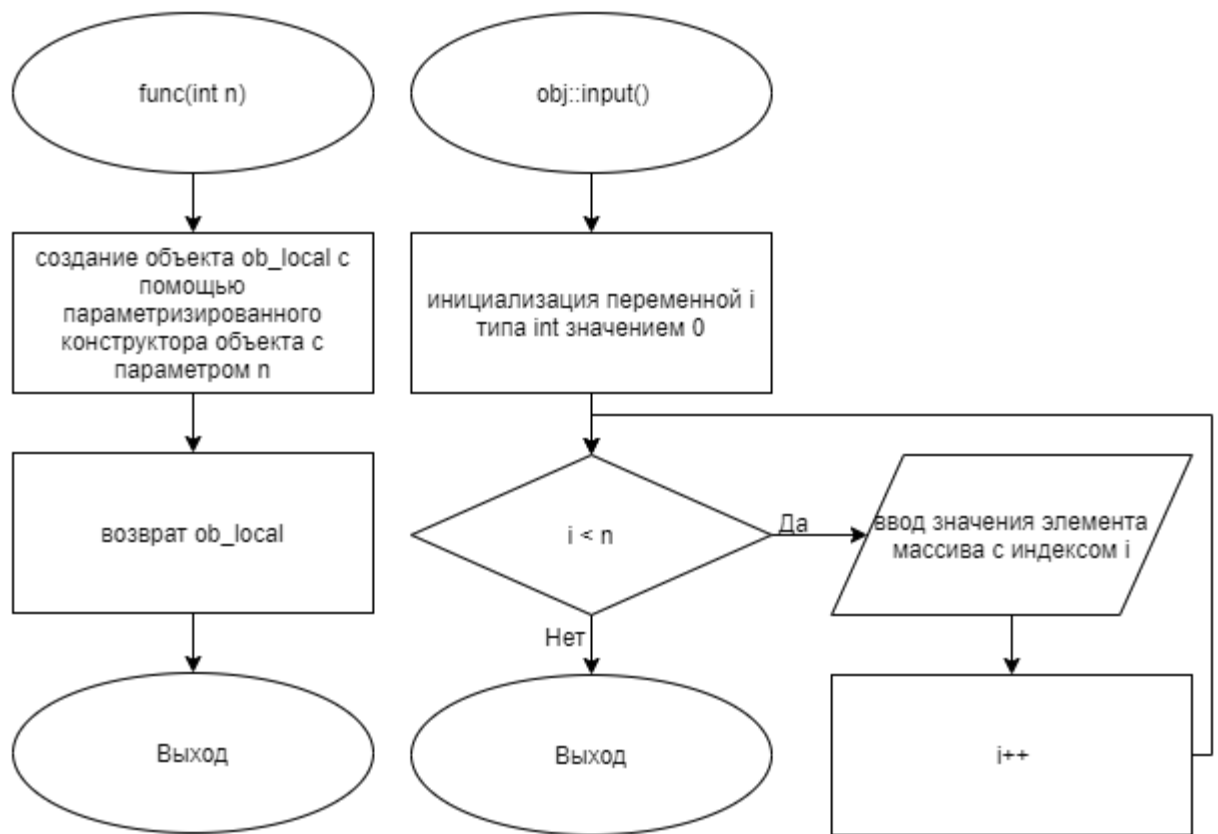 func(int n)
создание объекта ob_local с
помощью
параметризированного
конструктора объекта с
параметром n
возврат ob_local
Выход
obj::input()
инициализация переменной i
типа int значением 0
i < n
Да
ввод значения элемента
массива с индексом i
i++
Нет
Выход